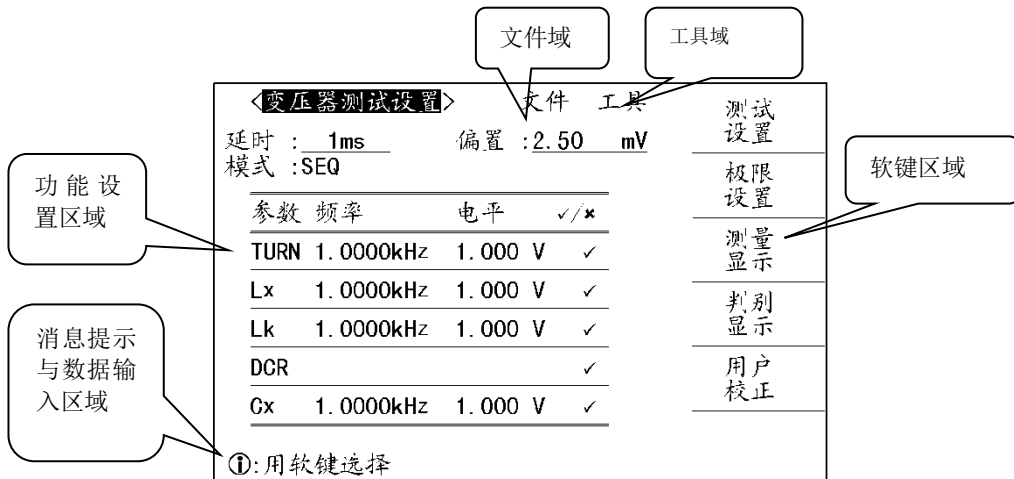 文件域
工具域
<变压器测试设置>
文件 工具
延时 : 1ms 偏置 :2.50 mV
模式 :SEQ
参数 频率 电平 ✓/×
TURN 1.0000kHz 1.000 V ✓
Lx 1.0000kHz 1.000 V ✓
Lk 1.0000kHz 1.000 V ✓
DCR ✓
Cx 1.0000kHz 1.000 V ✓
①:用软键选择
测试
设置
极限
设置
测量
显示
判别
显示
用户
校正
功能设
置区域
软键区域
消息提示
与数据输
入区域